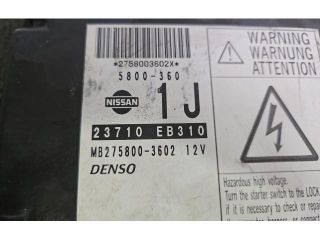 *2758003602X*
5800-360
NISSAN
1J
23710 EB310
MB275800-3602 12V
DENSO
WARNING
WARNUNG
ATTENTION
Hazardous high voltage.
Turn the starter switch to the LOCK